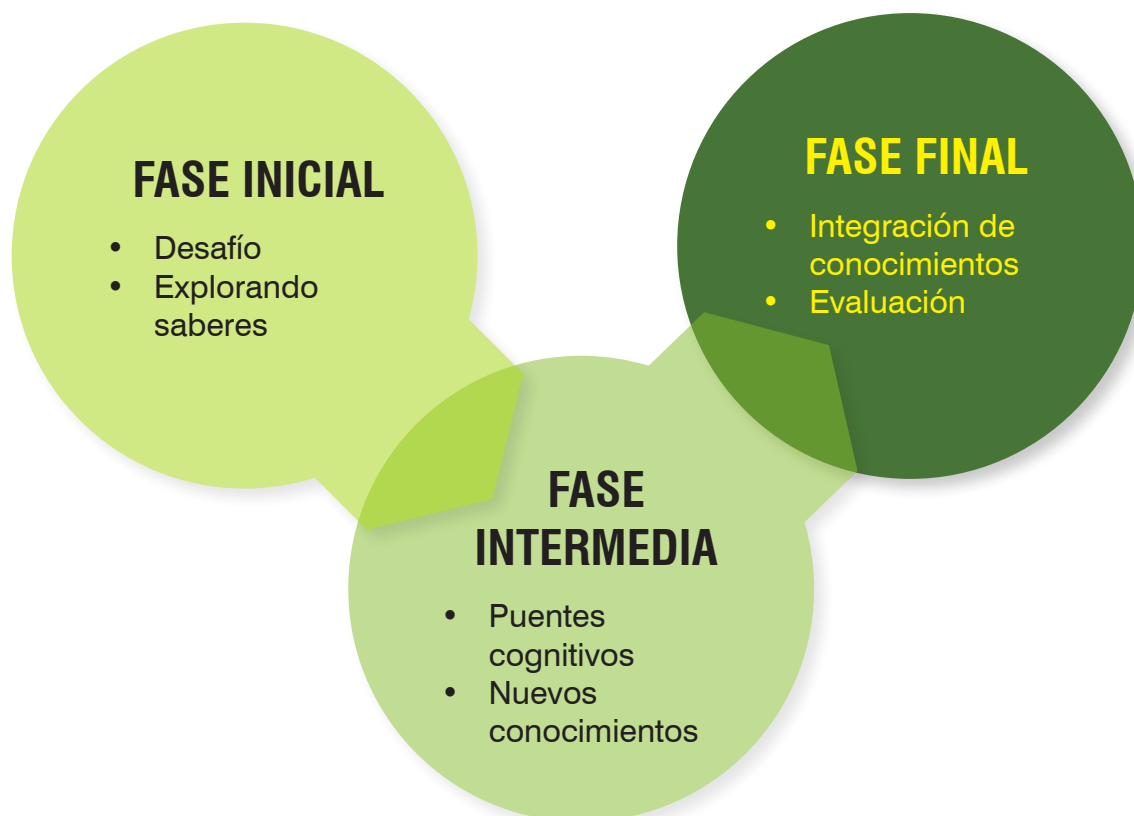 FASE INICIAL
• Desafío
• Explorando
saberes
FASE
INTERMEDIA
• Puentes
cognitivos
• Nuevos
conocimientos
FASE FINAL
• Integración de
conocimientos
• Evaluación